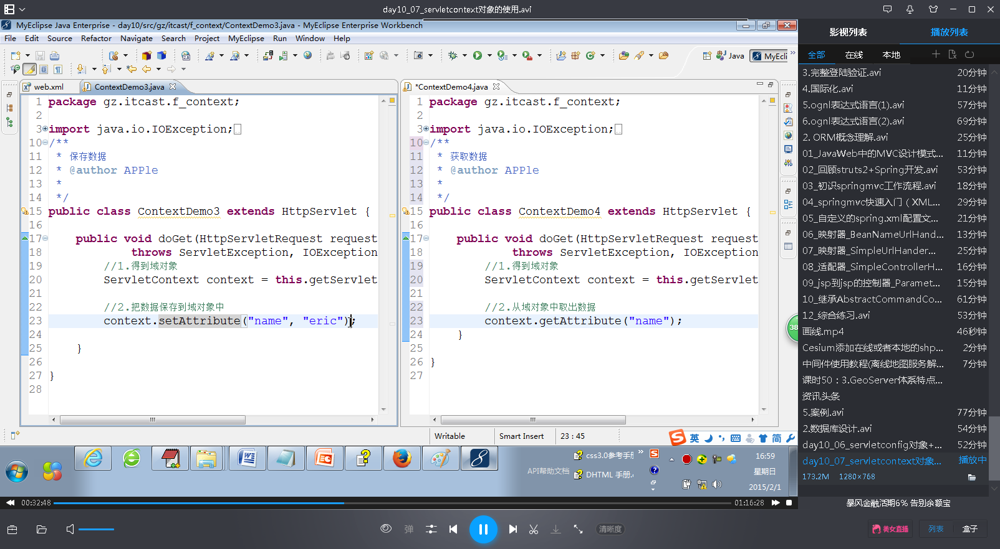 day10_07_servletcontext对象的使用.avi
MyEclipse Java Enterprise - day10/src/gz/itcast/f_context/ContextDemo3.java - MyEclipse Enterprise Workbench
File Edit Source Refactor Navigate Search Project MyEclipse Run Window Help
Java MyEcli
web.xml ContextDemo3.java
1 package gz.itcast.f_context;
2
3 import java.io.IOException;
10 /**
11 * 保存数据
12 * @author APPle
13 *
14 */
15 public class ContextDemo3 extends HttpServlet {
16
17 public void doGet(HttpServletRequest request
18 throws ServletException, IOException
19 //1.得到域对象
20 ServletContext context = this.getServlet
21
22 //2.把数据保存到域对象中
23 context.setAttribute("name", "eric");
24
25 }
26
27 }
28
*ContextDemo4.java
1 package gz.itcast.f_context;
2
3 import java.io.IOException;
10 /**
11 * 获取数据
12 * @author APPle
13 *
14 */
15 public class ContextDemo4 extends HttpServlet {
16
17 public void doGet(HttpServletRequest request
18 throws ServletException, IOException
19 //1.得到域对象
20 ServletContext context = this.getServlet
21
22 //2.从域对象中取出数据
23 context.getAttribute("name");
24 }
25
26 }
27
38
Writable Smart Insert 23 : 45
英 简
css3.0参考手册
API帮助文档 DHTML 手册.
16:59
星期日
2015/2/1
00:32:48 01:16:28
弹 清晰度
影视列表 播放列表
全部 在线 本地
3.完整登陆验证.avi 20分钟
4.国际化.avi 11分钟
5.ognl表达式语言(1).avi 57分钟
6.ognl表达式语言(2).avi 69分钟
2. ORM概念理解.avi 25分钟
01_JavaWeb中的MVC设计模式... 11分钟
02_回顾struts2+Spring开发.avi 53分钟
03_初识springmvc工作流程.avi 18分钟
04_springmvc快速入门（XML... 29分钟
05_自定义的spring.xml配置文... 21分钟
06_映射器_BeanNameUrlHand... 13分钟
07_映射器_SimpleUrlHander... 25分钟
08_适配器_SimpleControllerH... 16分钟
09_jsp到jsp的控制器_Paramet... 15分钟
10_继承AbstractCommandCo... 61分钟
12_综合练习.avi 53分钟
画线.mp4 46秒钟
Cesium添加在线或者本地的shp... 2分钟
中间件使用教程(离线地图服务解... 7分钟
课时50：3.GeoServer体系特点...
资讯头条
5.案例.avi 77分钟
2.数据库设计.avi 54分钟
day10_06_servletconfig对象+... 52分钟
day10_07_servletcontext对象... 播放中
173.2M 1280×768
暴风金融活期6% 告别余额宝
美女直播 列表 盒子